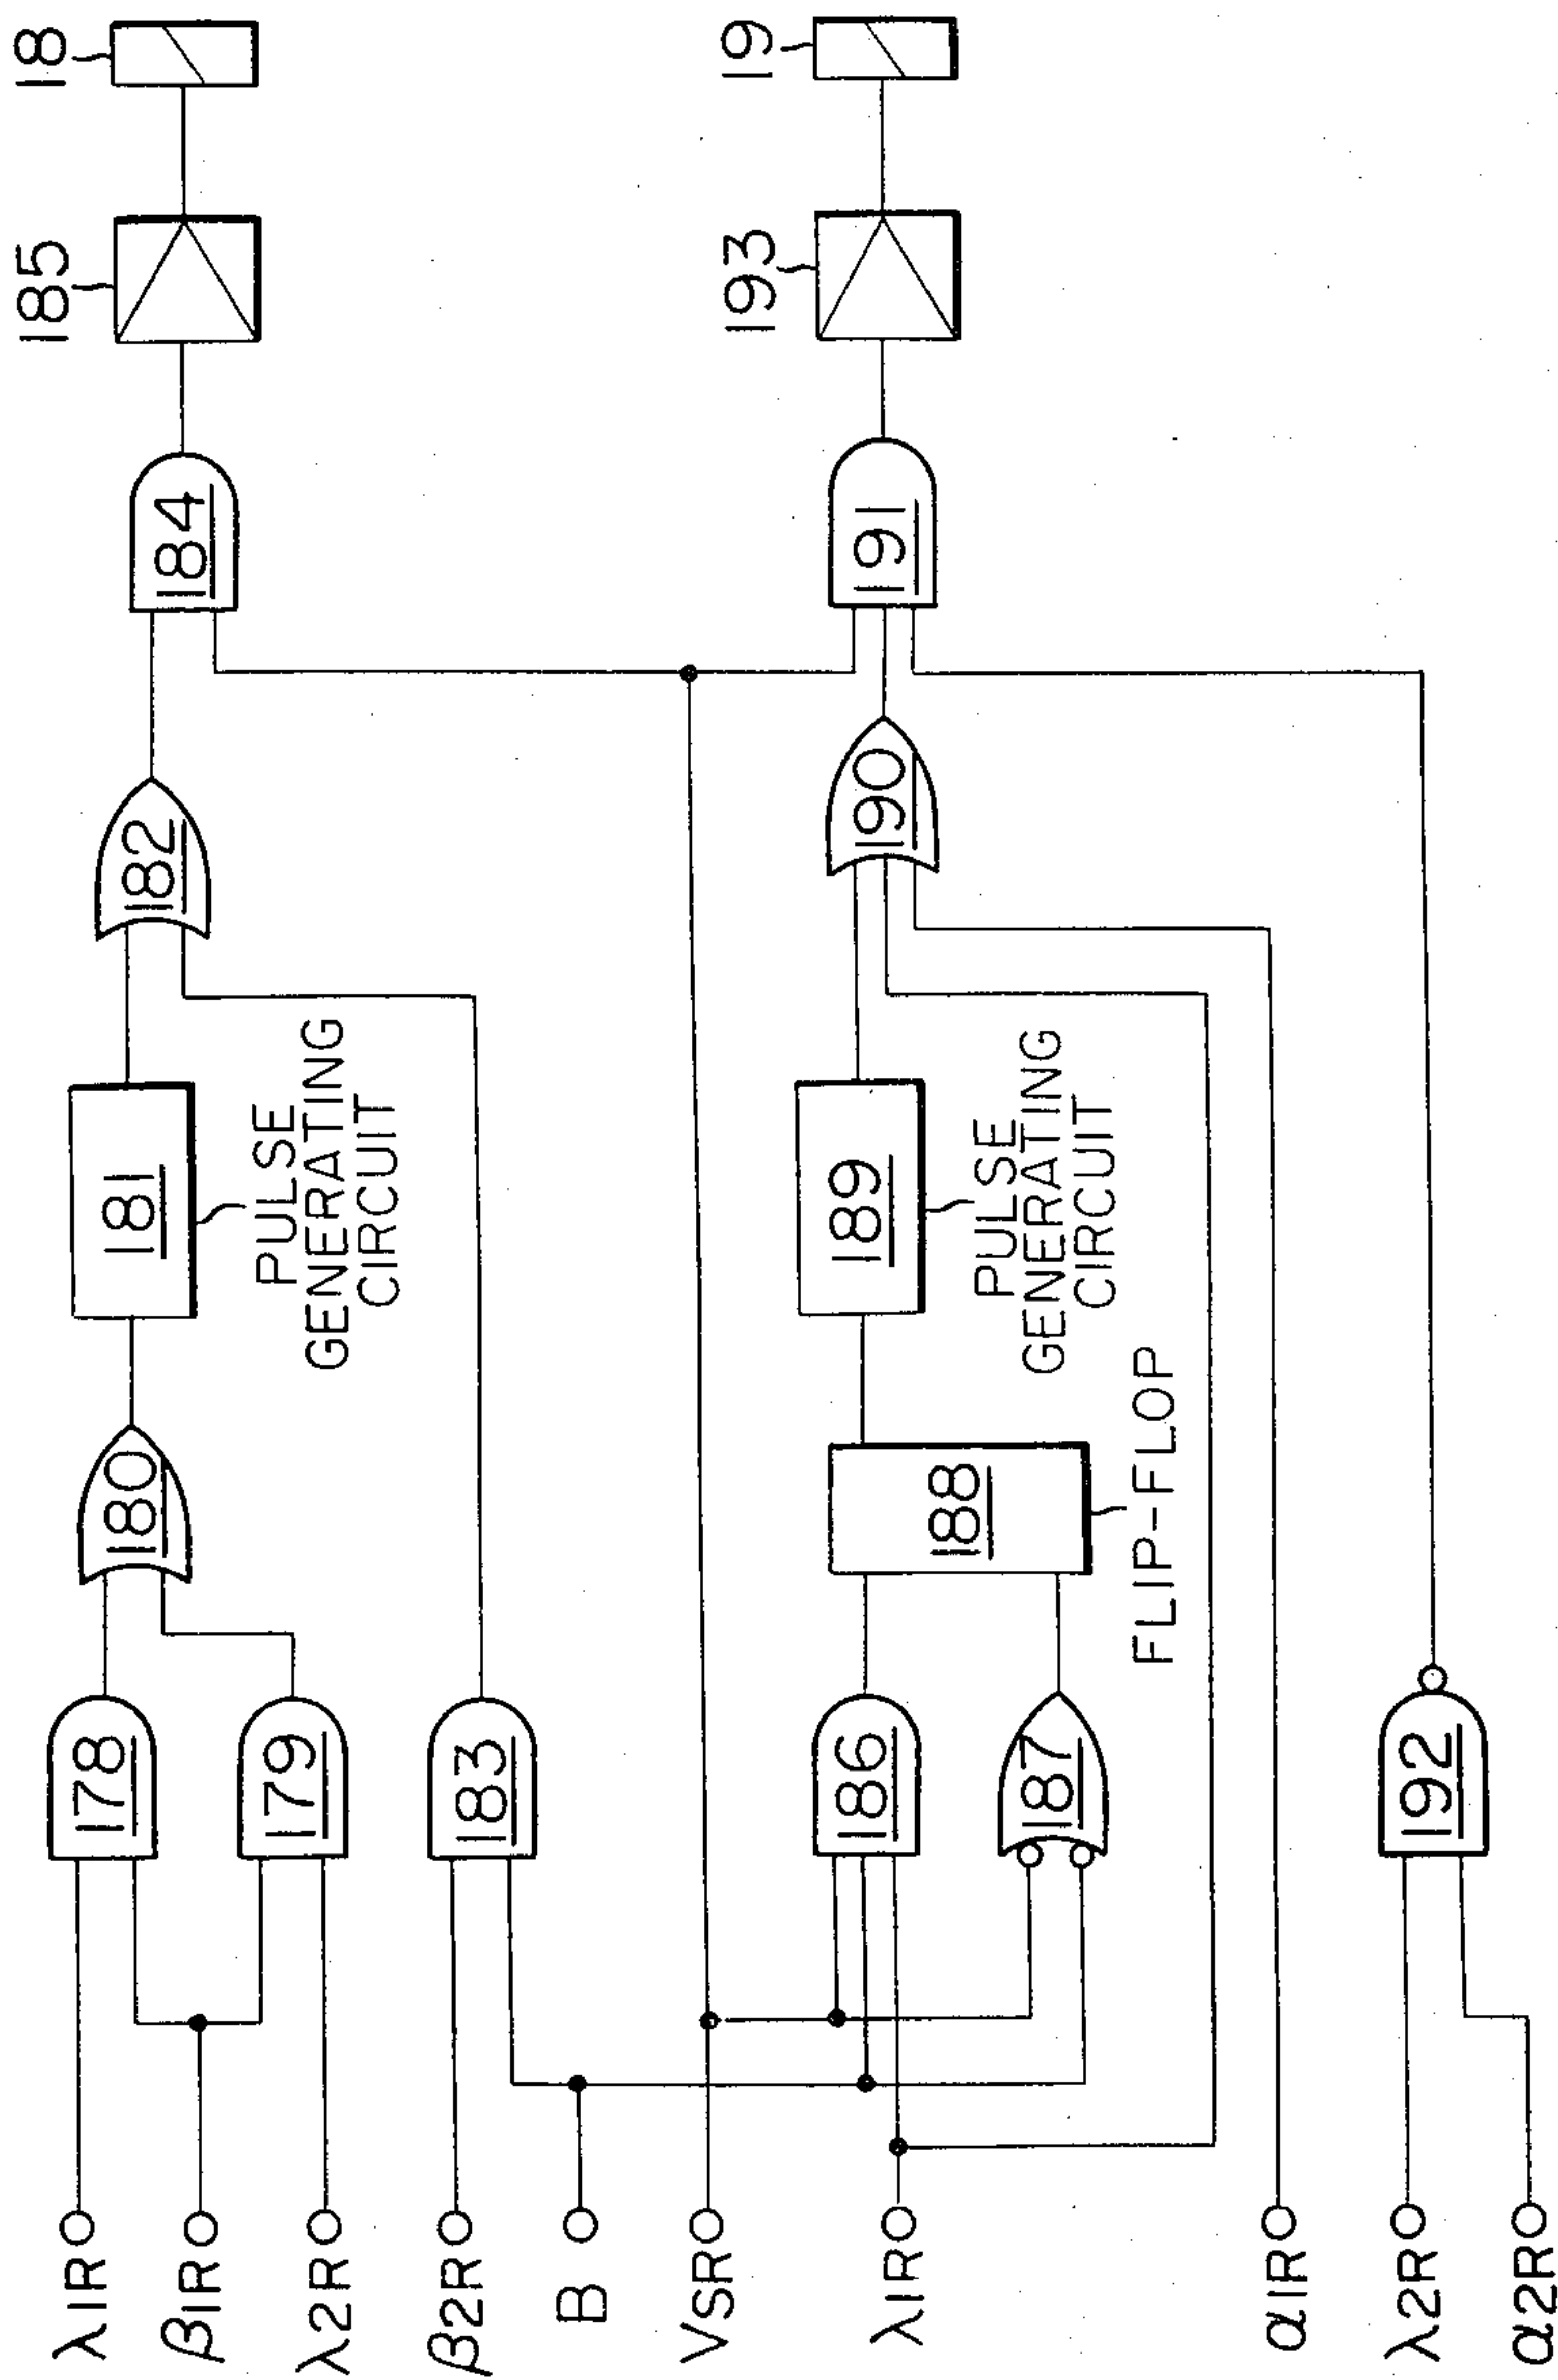 18
185
184
182
181
PULSE
GENERATING
CIRCUIT
180
178
179
183
λ1R
β1R
λ2R
β2R
B
VSR
19
193
191
190
189
PULSE
GENERATING
CIRCUIT
188
FLIP-FLOP
186
187
192
λ1R
α1R
λ2R
α2R